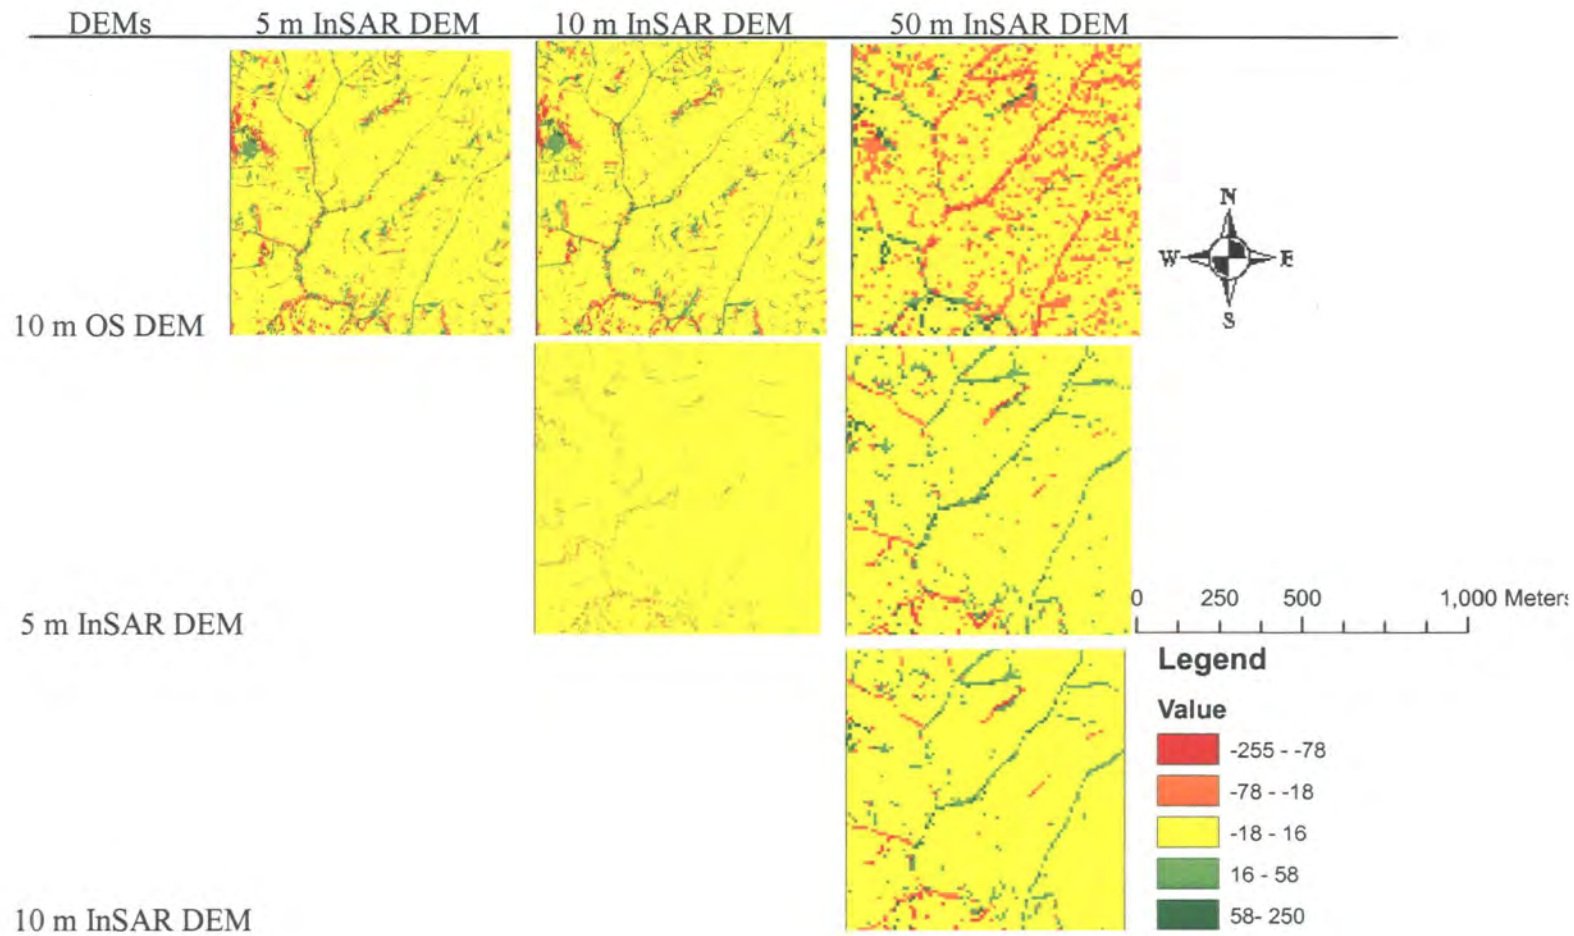 DEMs 5 m InSAR DEM 10 m InSAR DEM 50 m InSAR DEM
N
W E
S
10 m OS DEM
0 250 500 1,000 Meters
5 m InSAR DEM
Legend
Value
-255 - -78
-78 - -18
-18 - 16
16 - 58
58- 250
10 m InSAR DEM